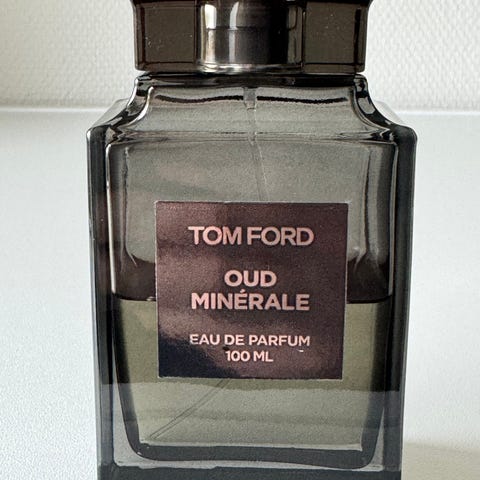 TOM FORD
OUD
MINÉRALE
EAU DE PARFUM
100 ML